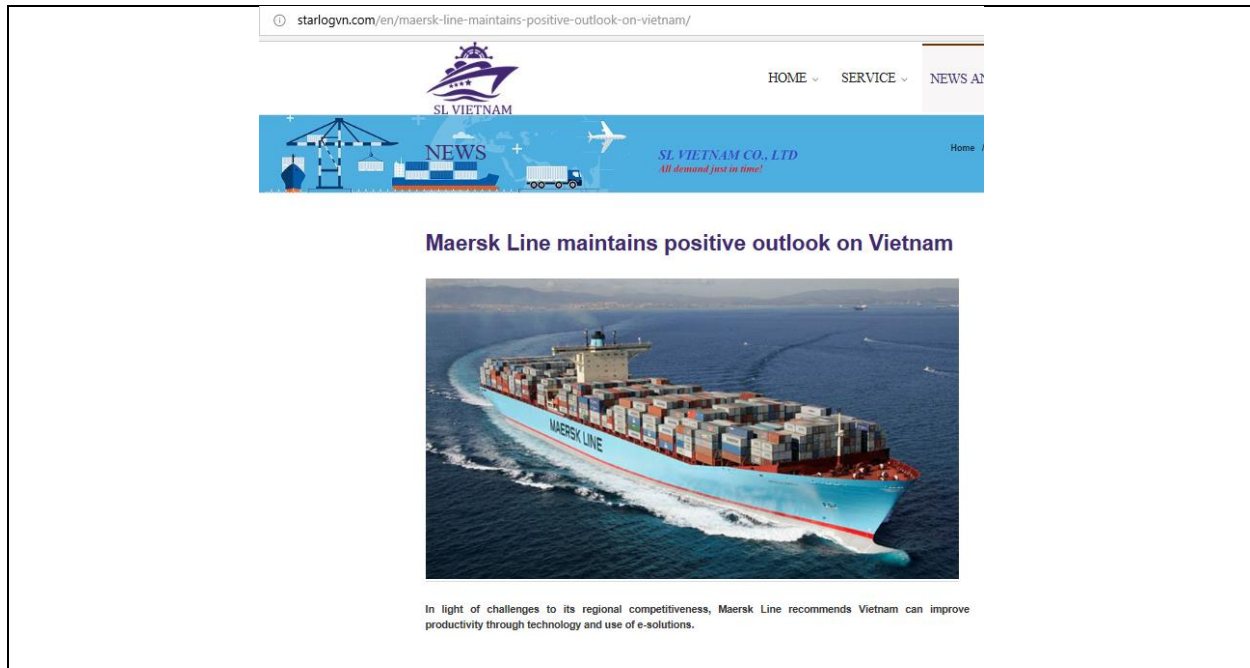 starlogvn.com/en/maersk-line-maintains-positive-outlook-on-vietnam/
SL VIETNAM
HOME SERVICE NEWS AN
NEWS
SL VIETNAM CO., LTD
All demand just in time!
Home /
Maersk Line maintains positive outlook on Vietnam
MAERSK LINE
In light of challenges to its regional competitiveness, Maersk Line recommends Vietnam can improve
productivity through technology and use of e-solutions.